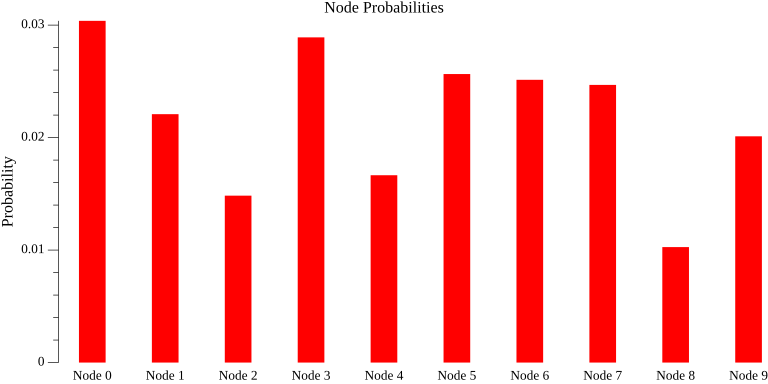 Node Probabilities
Probability
0.03
0.02
0.01
0
Node 0 Node 1 Node 2 Node 3 Node 4 Node 5 Node 6 Node 7 Node 8 Node 9